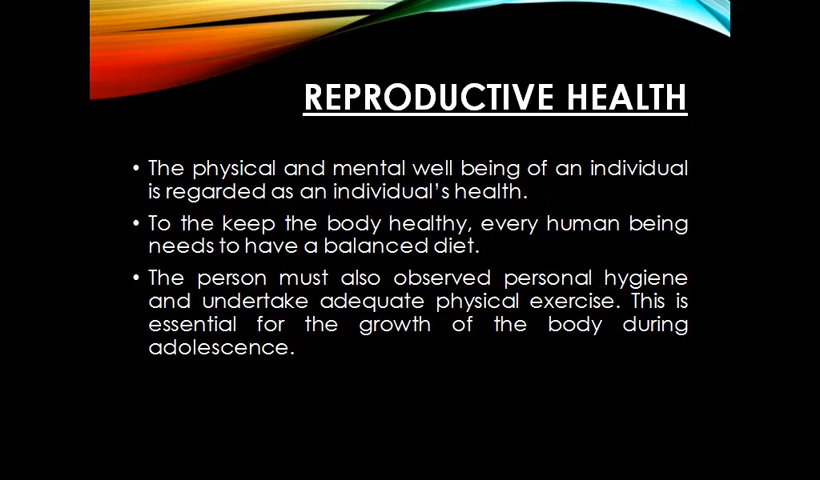 REPRODUCTIVE HEALTH
• The physical and mental well being of an individual
is regarded as an individual's health.
• To the keep the body healthy, every human being
needs to have a balanced diet.
• The person must also observed personal hygiene
and undertake adequate physical exercise. This is
essential for the growth of the body during
adolescence.